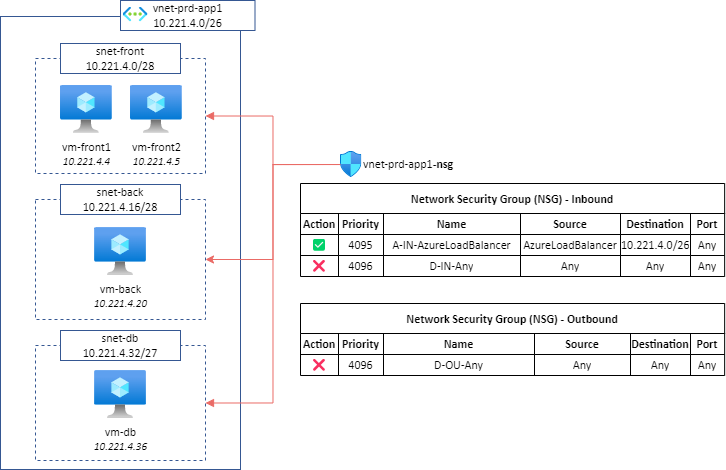 vnet-prd-app1
10.221.4.0/26
snet-front
10.221.4.0/28
vm-front1
10.221.4.4
vm-front2
10.221.4.5
snet-back
10.221.4.16/28
vm-back
10.221.4.20
snet-db
10.221.4.32/27
vm-db
10.221.4.36
vnet-prd-app1-nsg
Network Security Group (NSG) - Inbound
Action Priority Name Source Destination Port
4095 A-IN-AzureLoadBalancer AzureLoadBalancer 10.221.4.0/26 Any
4096 D-IN-Any Any Any Any
Network Security Group (NSG) - Outbound
Action Priority Name Source Destination Port
4096 D-OU-Any Any Any Any